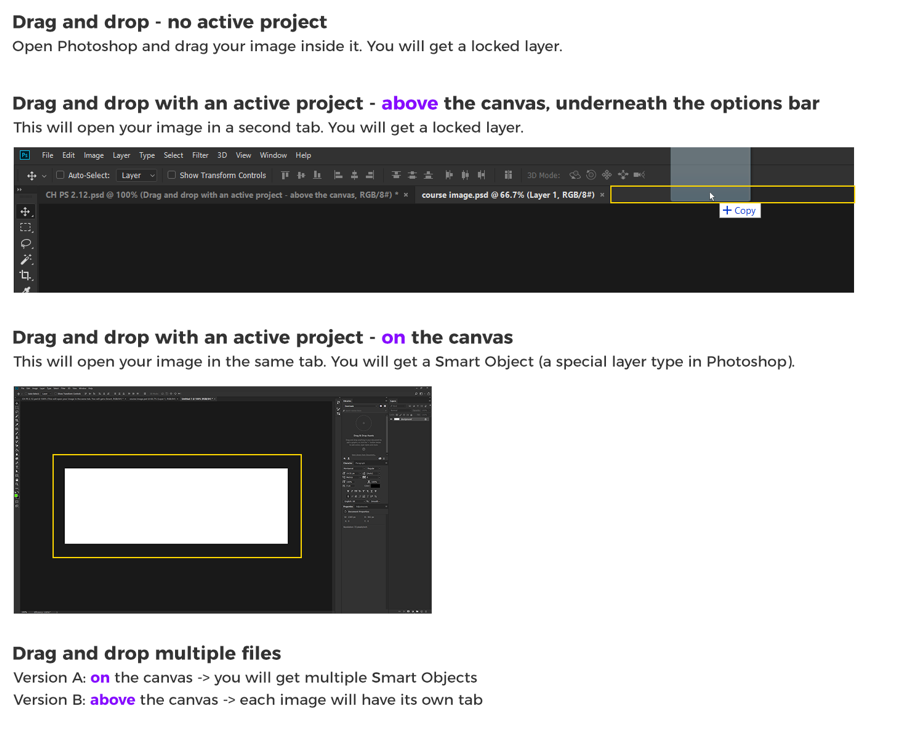 Drag and drop - no active project
Open Photoshop and drag your image inside it. You will get a locked layer.
Drag and drop with an active project - above the canvas, underneath the options bar
This will open your image in a second tab. You will get a locked layer.
Ps File Edit Image Layer Type Select Filter 3D View Window Help
Auto-Select: Layer Show Transform Controls 3D Mode:
CH PS 2.12.psd @ 100% (Drag and drop with an active project - above the canvas, RGB/8#) * × course image.psd @ 66.7% (Layer 1, RGB/8#) ×
+ Copy
Drag and drop with an active project - on the canvas
This will open your image in the same tab. You will get a Smart Object (a special layer type in Photoshop).
Drag and drop multiple files
Version A: on the canvas -> you will get multiple Smart Objects
Version B: above the canvas -> each image will have its own tab